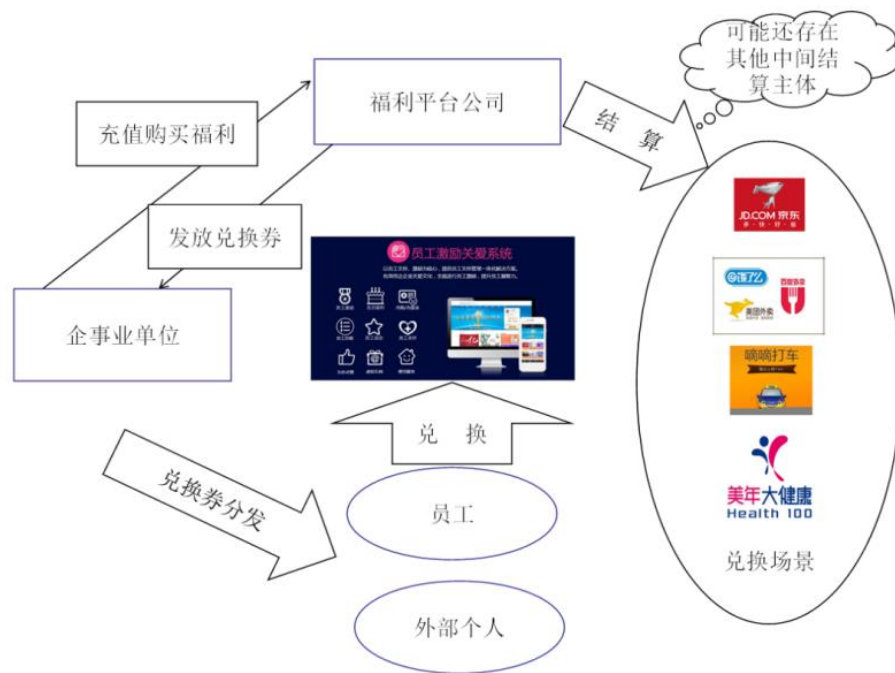 可能还存在
其他中间结
算主体
福利平台公司
结 算
充值购买福利
发放兑换券
企事业单位
员工激励关爱系统
JD.COM 京东
多·快·好·省
饿了么
百度外卖
美团外卖
嘀嘀打车
美年大健康
Health 100
兑换场景
兑 换
兑换券分发
员工
外部个人